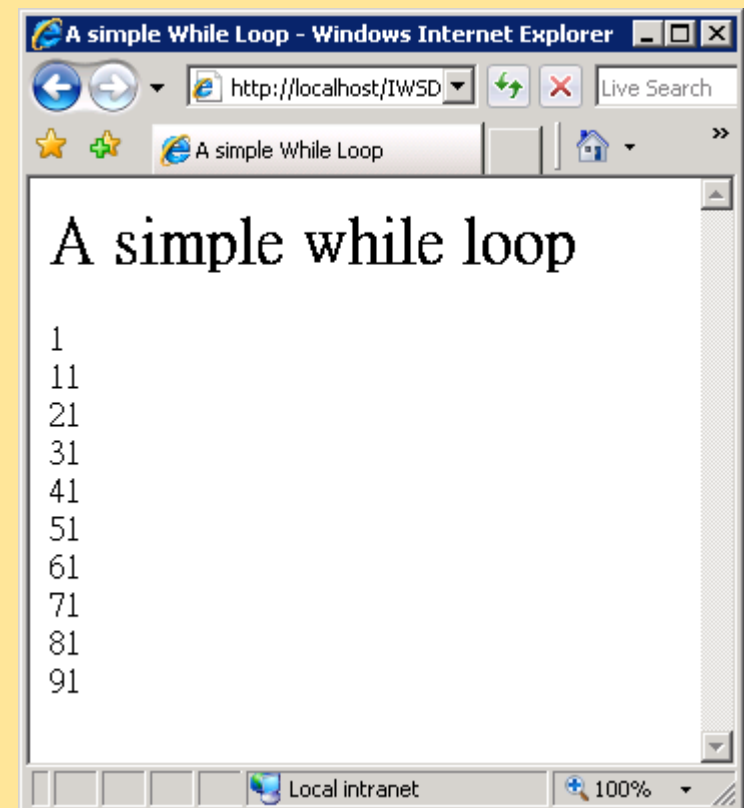 A simple While Loop - Windows Internet Explorer
http://localhost/IWSD
Live Search
A simple While Loop
»
A simple while loop
1
11
21
31
41
51
61
71
81
91
Local intranet
100%